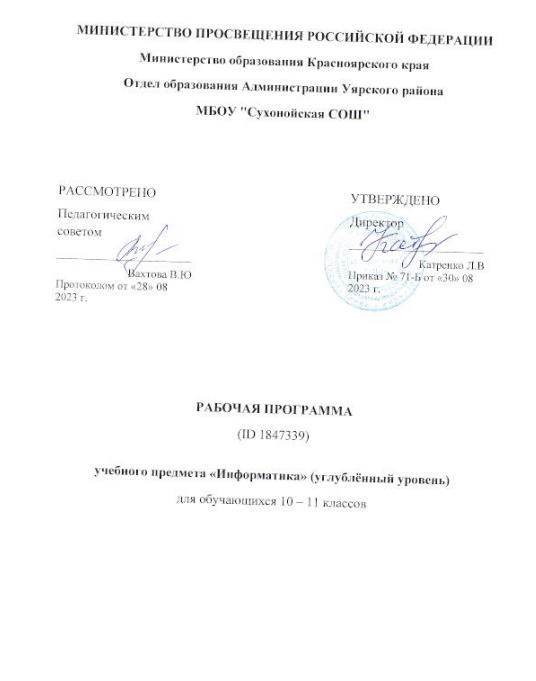 МИНИСТЕРСТВО ПРОСВЕЩЕНИЯ РОССИЙСКОЙ ФЕДЕРАЦИИ
Министерство образования Красноярского края
Отдел образования Администрации Уярского района
МБОУ "Сухонойская СОШ"
РАССМОТРЕНО
Педагогическим
советом
Вахтова В.Ю
Протоколом от «28» 08
2023 г.
УТВЕРЖДЕНО
Директор
Катренко Л.В
Приказ № 71-Б от «30» 08
2023 г.
РАБОЧАЯ ПРОГРАММА
(ID 1847339)
учебного предмета «Информатика» (углублённый уровень)
для обучающихся 10 – 11 классов